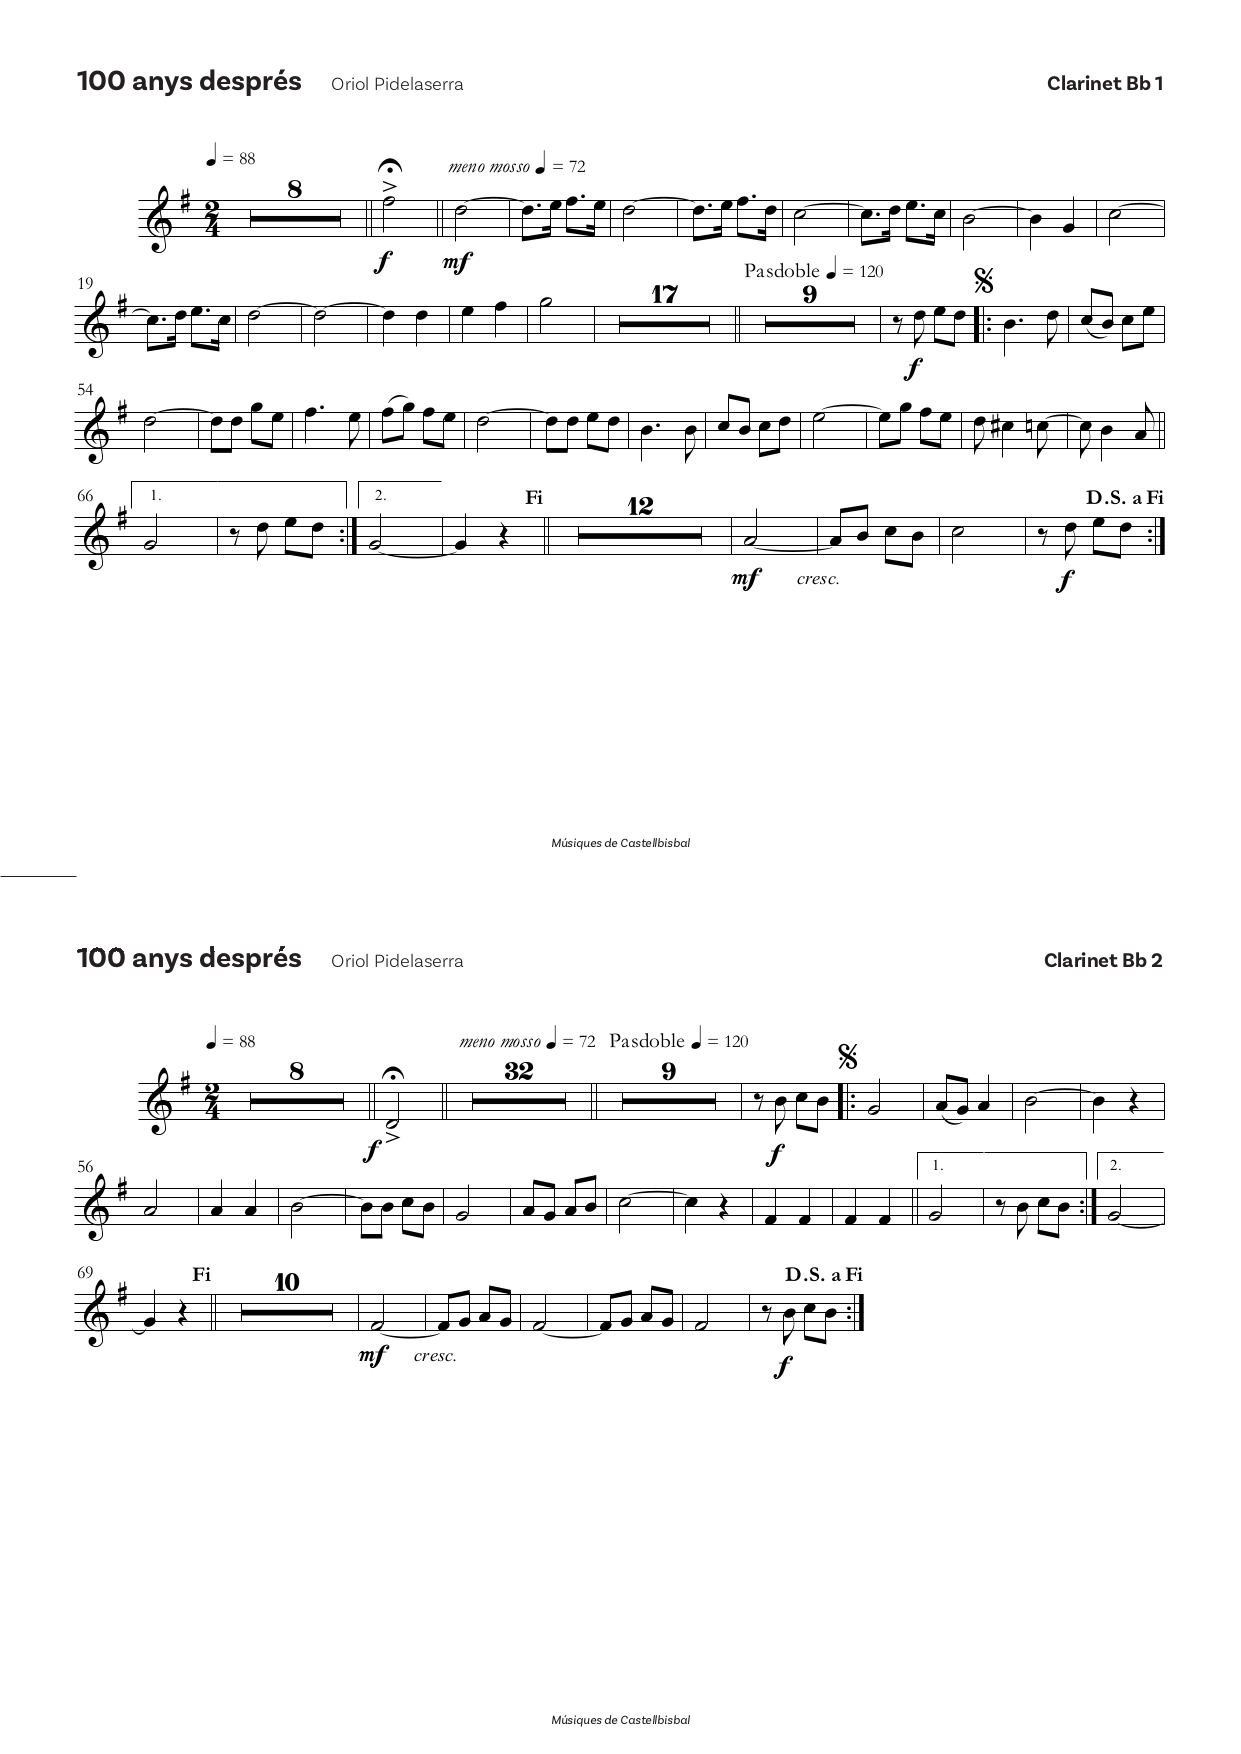 100 anys després Oriol Pidelaserra Clarinet Bb 1
= 88 meno mosso = 72
8
f mf
19 Pasdoble = 120
17 9
f
54
66 1. 2. Fi 12 D.S. a Fi
mf cresc. f
Músiques de Castellbisbal
100 anys després Oriol Pidelaserra Clarinet Bb 2
= 88 meno mosso = 72 Pasdoble = 120
8 32 9
f f
56 1. 2.
69 Fi 10 D.S. a Fi
mf cresc. f
Músiques de Castellbisbal